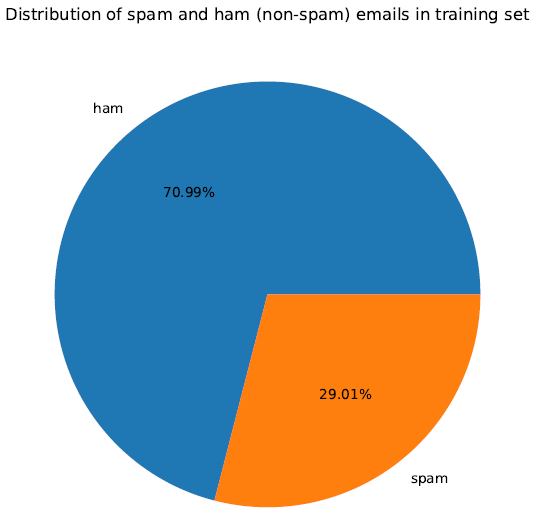 Distribution of spam and ham (non-spam) emails in training set
ham
70.99%
29.01%
spam